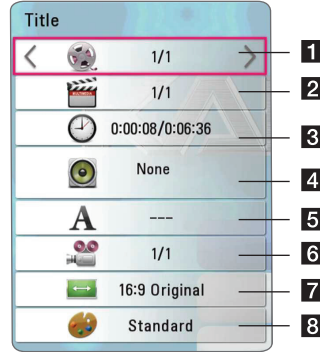 Title
1/1 1
1/1 2
0:00:08/0:06:36 3
None 4
A --- 5
1/1 6
16:9 Original 7
Standard 8